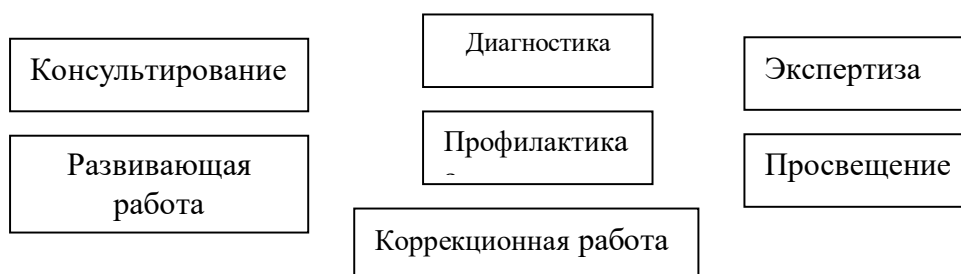 Диагностика
Консультирование
Экспертиза
Профилактика
Развивающая
работа
Просвещение
Коррекционная работа